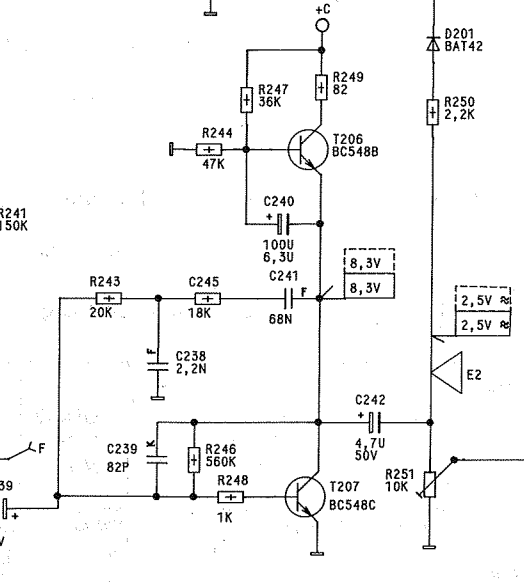 +C
D201
BAT42
R247
36K
R249
82
R250
2,2K
R244
47K
T206
BC548B
R241
150K
C240
+
100U
6,3U
8,3V
8,3V
R243
20K
C245
18K
C241
F
68N
2,5V ≈
2,5V ≈
F
C238
2,2N
E2
C242
+
4,7U
50V
F
C239
82P
K
R246
560K
R248
1K
T207
BC548C
R251
10K
39
+
V